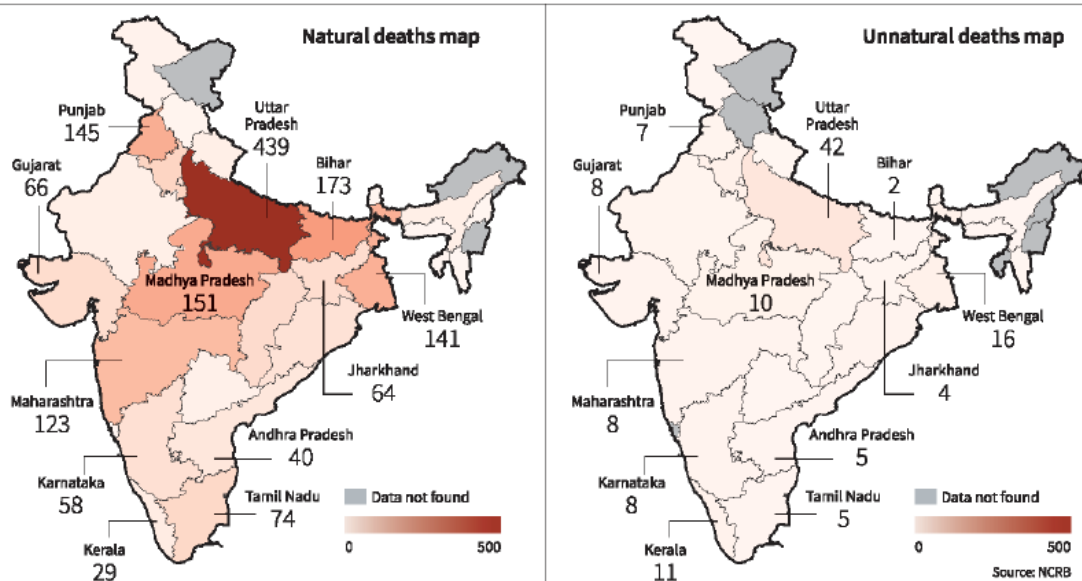 Natural deaths map
Punjab
145
Uttar
Pradesh
439
Gujarat
66
Bihar
173
Madhya Pradesh
151
West Bengal
141
Jharkhand
64
Maharashtra
123
Andhra Pradesh
40
Karnataka
58
Tamil Nadu
74
Kerala
29
Data not found
0
500
Unnatural deaths map
Punjab
7
Uttar
Pradesh
42
Gujarat
8
Bihar
2
Madhya Pradesh
10
West Bengal
16
Jharkhand
4
Maharashtra
8
Andhra Pradesh
5
Karnataka
8
Tamil Nadu
5
Kerala
11
Data not found
0
500
Source: NCRB